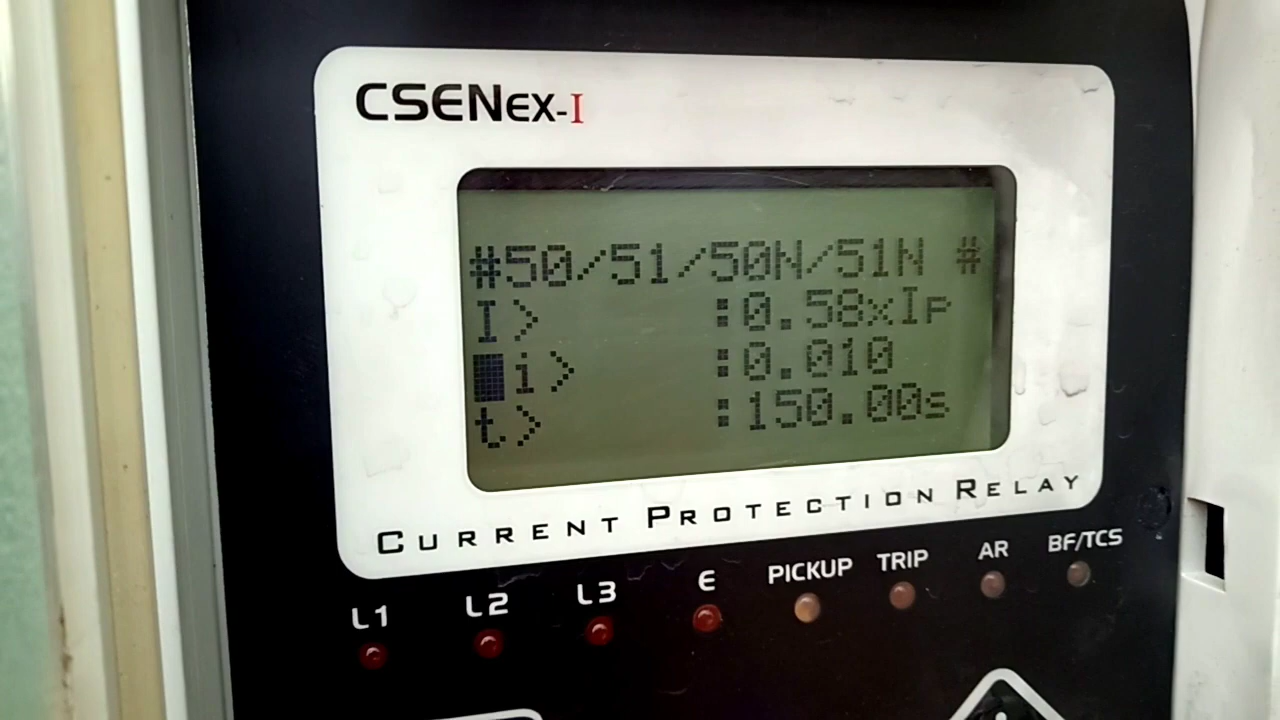 CSENEX-I
#50/51/50N/51N #
I> :0.58xIp
i> :0.010
t> :150.00s
CURRENT PROTECTION RELAY
L1 L2 L3 E PICKUP TRIP AR BF/TCS